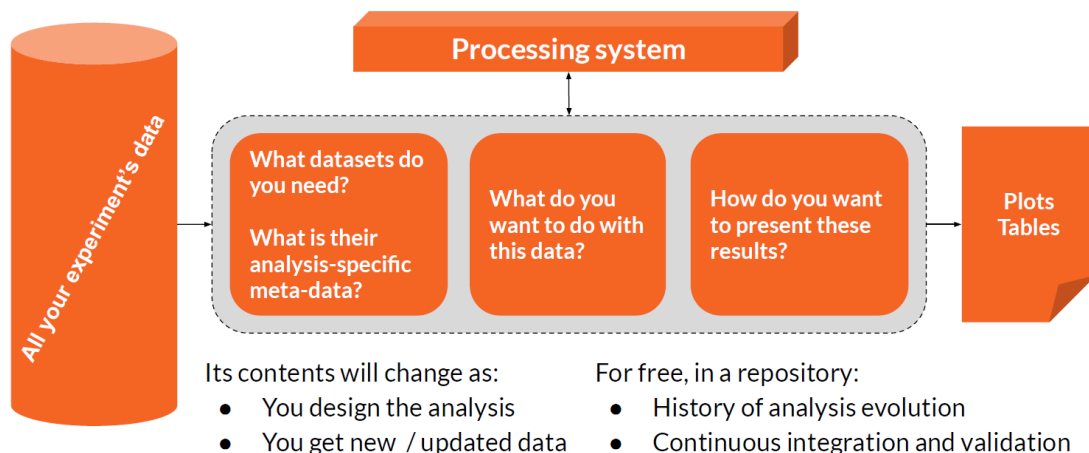 Processing system
All your experiment's data
What datasets do
you need?
What is their
analysis-specific
meta-data?
What do you
want to do with
this data?
How do you want
to present these
results?
Plots
Tables
Its contents will change as:
● You design the analysis
● You get new / updated data
For free, in a repository:
● History of analysis evolution
● Continuous integration and validation